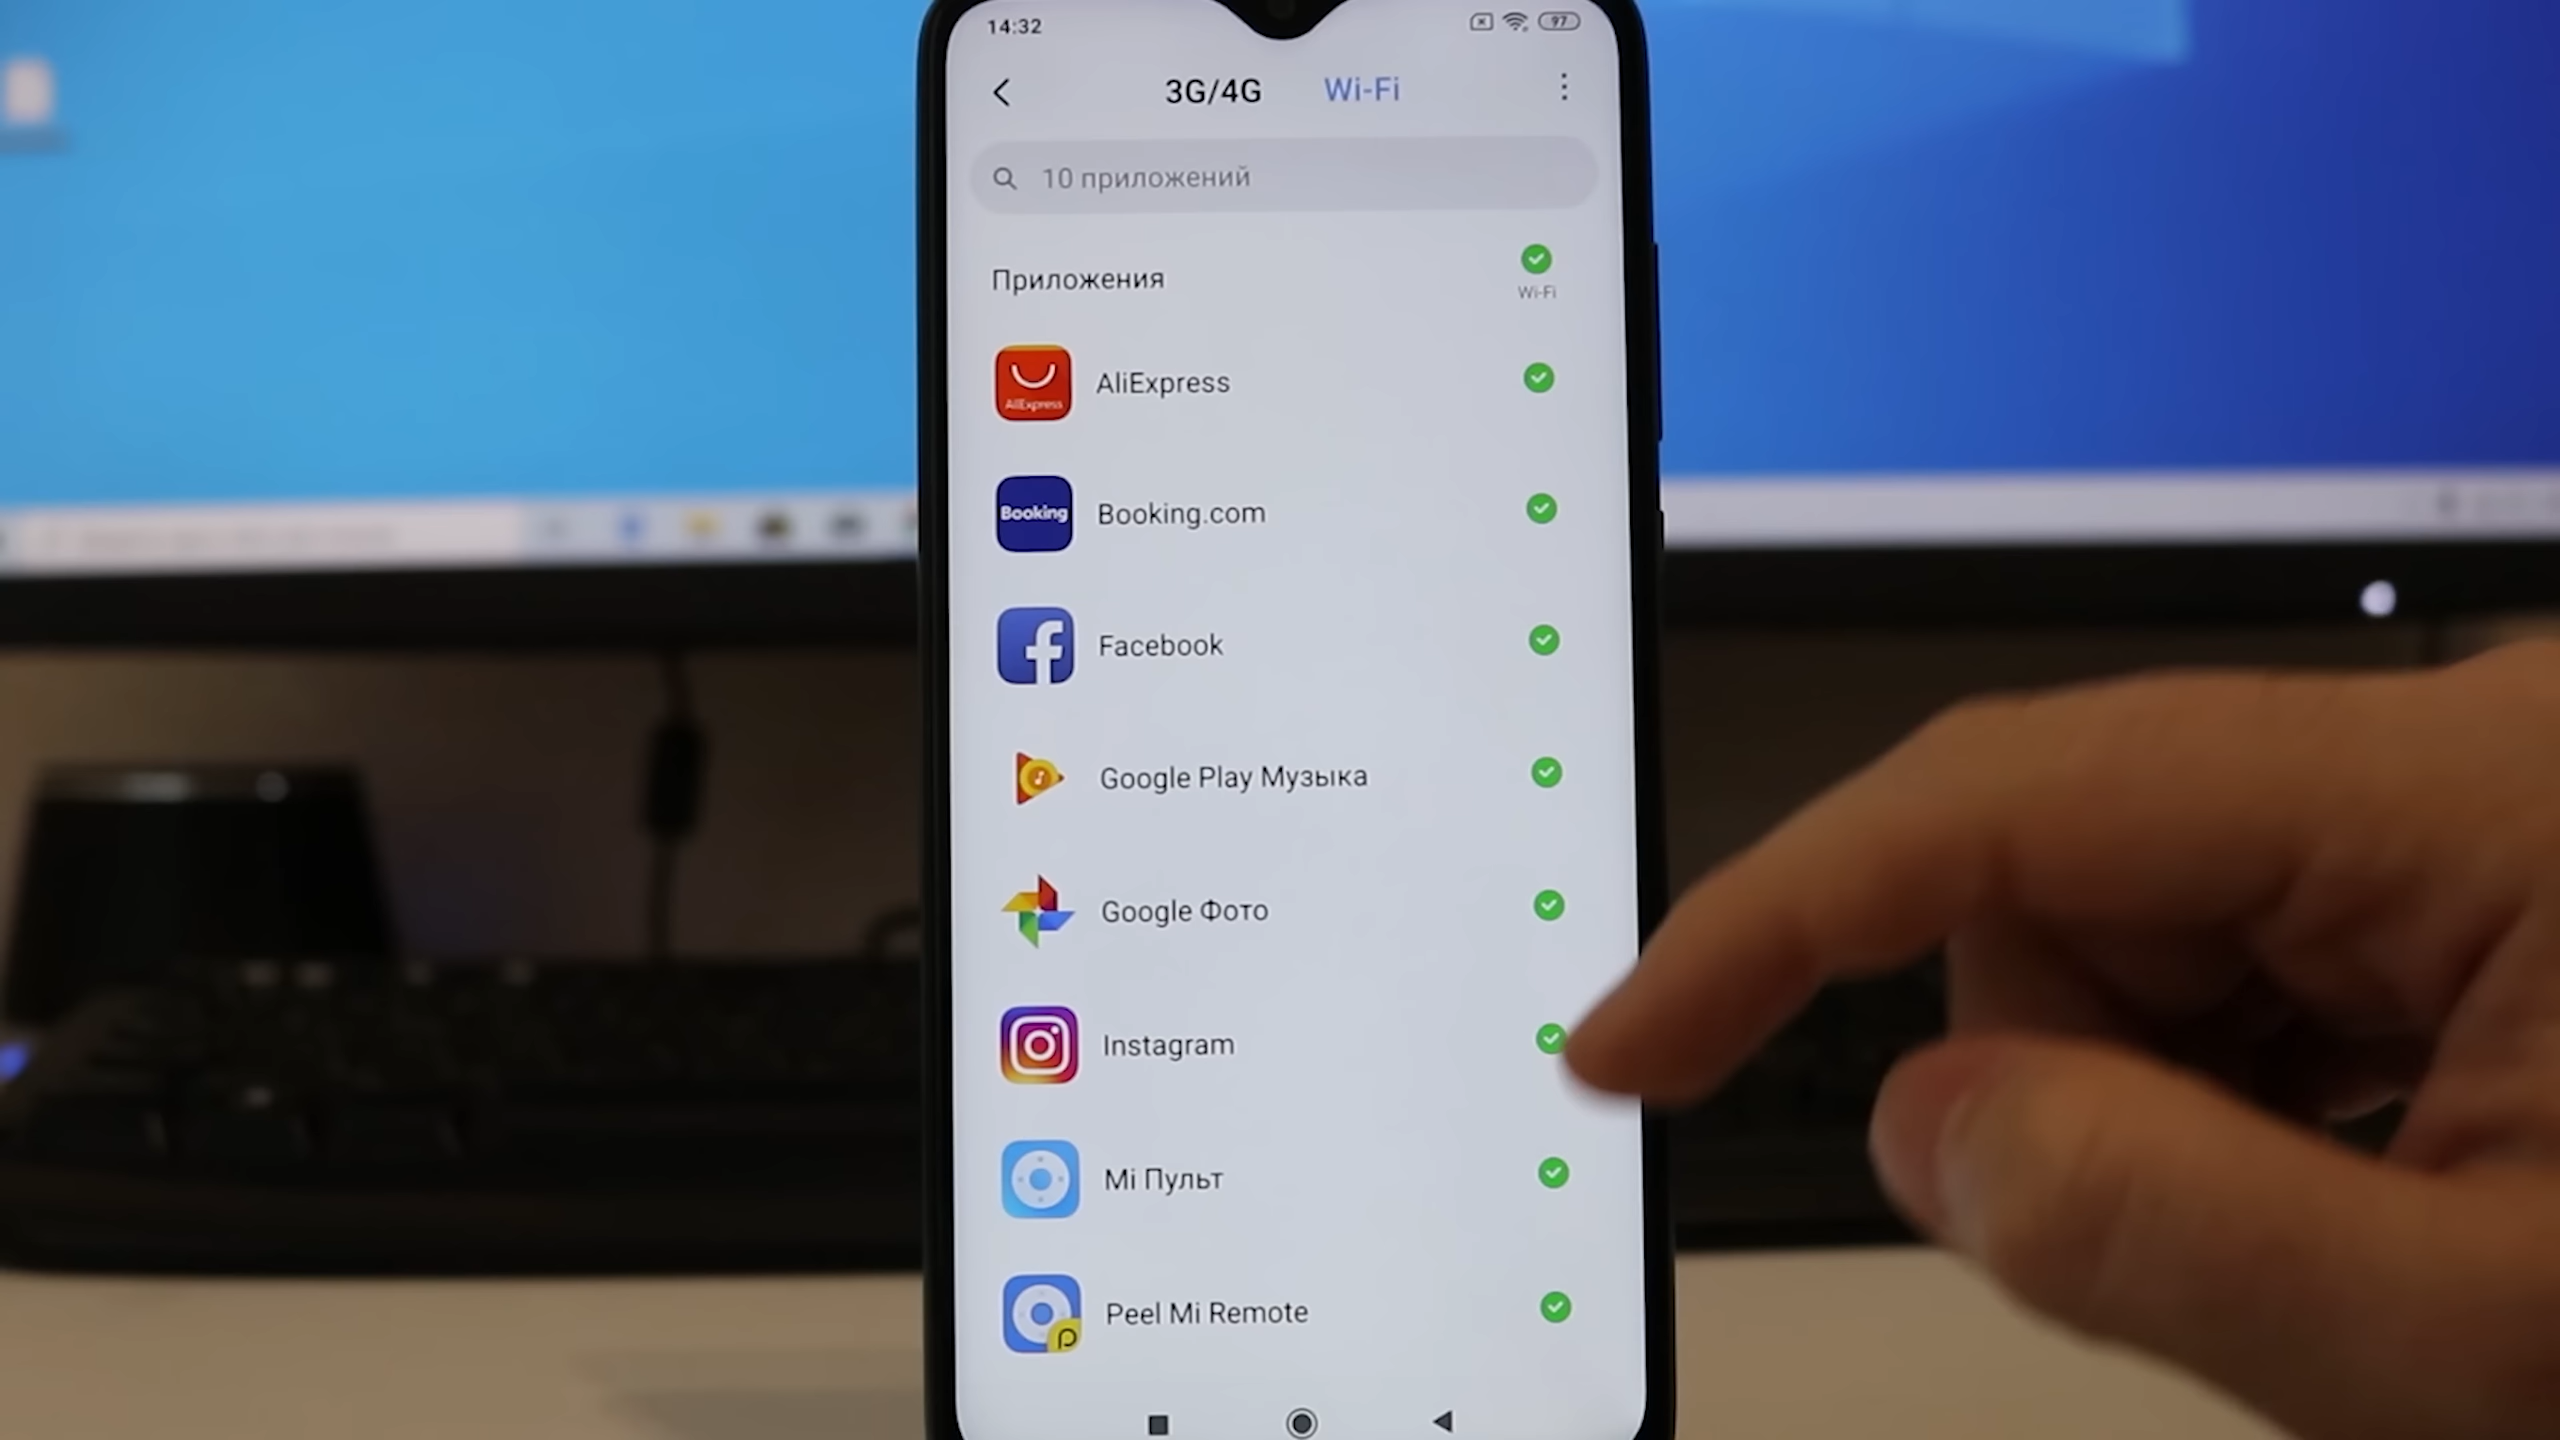 14:32
97
3G/4G Wi-Fi
10 приложений
Приложения
Wi-Fi
AliExpress
AliExpress
Booking
Booking.com
Facebook
Google Play Музыка
Google Фото
Instagram
Mi Пульт
Peel Mi Remote